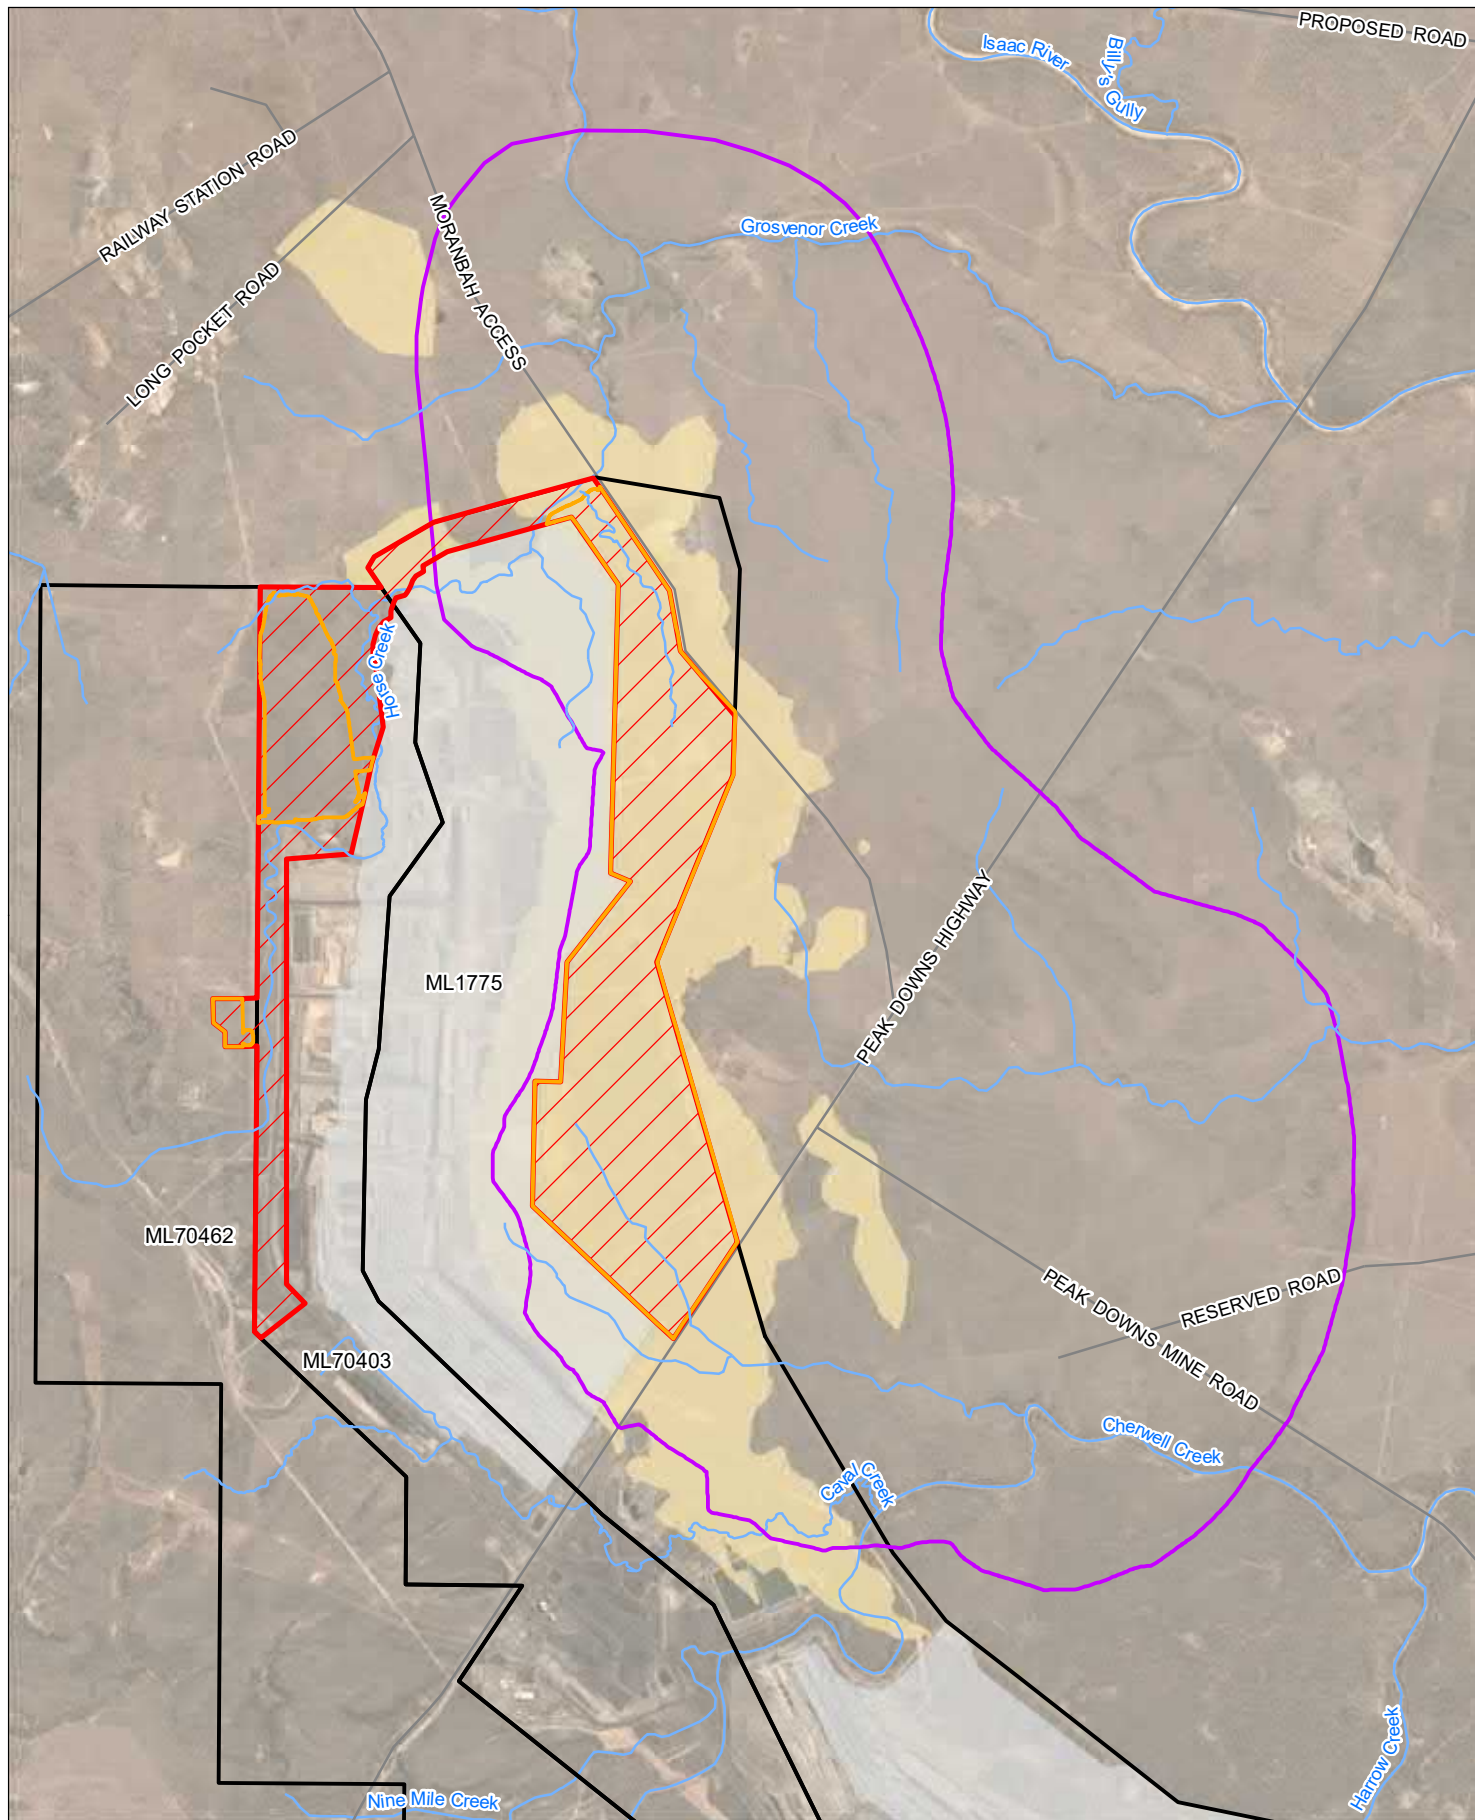 PROPOSED ROAD
Isaac River
Billy's Gully
RAILWAY STATION ROAD
MORANBAH ACCESS
Grosvenor Creek
LONG POCKET ROAD
Horse Creek
ML1775
PEAK DOWNS HIGHWAY
ML70462
PEAK DOWNS MINE ROAD
RESERVED ROAD
ML70403
Cherwell Creek
Caval Creek
Harrow Creek
Nine Mile Creek